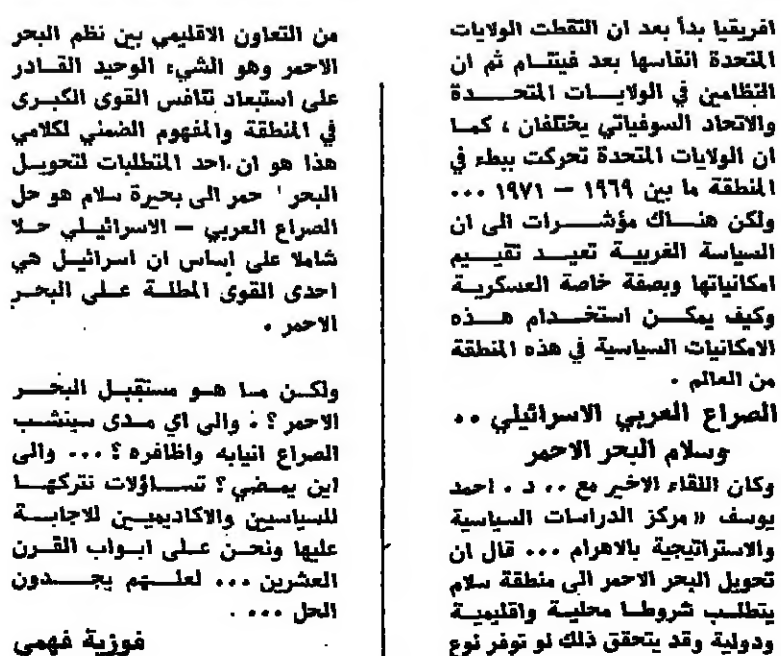 افريقيا بدأ بعد ان التقطت الولايات
المتحدة انفاسها بعد فيتنام ثم ان
النظامين في الولايات المتحدة
والاتحاد السوفياتي يختلفان ، كما
ان الولايات المتحدة تحركت ببطء في
المنطقة ما بين ١٩٦٩ — ١٩٧١ ...
ولكن هناك مؤشرات الى ان
السياسة الغربية تعيد تقييم
امكانياتها وبصفة خاصة العسكرية
وكيف يمكن استخدام هذه
الامكانيات السياسية في هذه المنطقة
من العالم .
الصراع العربي الاسرائيلي ..
وسلام البحر الاحمر
وكان اللقاء الاخير مع .. د . احمد
يوسف « مركز الدراسات السياسية
والاستراتيجية بالاهرام ... قال ان
تحويل البحر الاحمر الى منطقة سلام
يتطلب شروطا محلية واقليمية
ودولية وقد يتحقق ذلك لو توفر نوع
من التعاون الاقليمي بين نظم البحر
الاحمر وهو الشيء الوحيد القادر
على استبعاد تنافس القوى الكبرى
في المنطقة والمفهوم الضمني لكلامي
هذا هو ان احد المتطلبات لتحويل
البحر ' حمر الى بحيرة سلام هو حل
الصراع العربي — الاسرائيلي حلا
شاملا على اساس ان اسرائيل هي
احدى القوى المطلة على البحر
الاحمر .
ولكن ما هو مستقبل البحر
الاحمر ؟ . والى اي مدى سينشب
الصراع انيابه واظافره ؟ ... والى
اين يمضي ؟ تساؤلات نتركها
للسياسيين والاكاديميين للاجابة
عليها ونحن على ابواب القرن
العشرين ... لعلهم يجدون
الحل ... .
فوزية فهمي